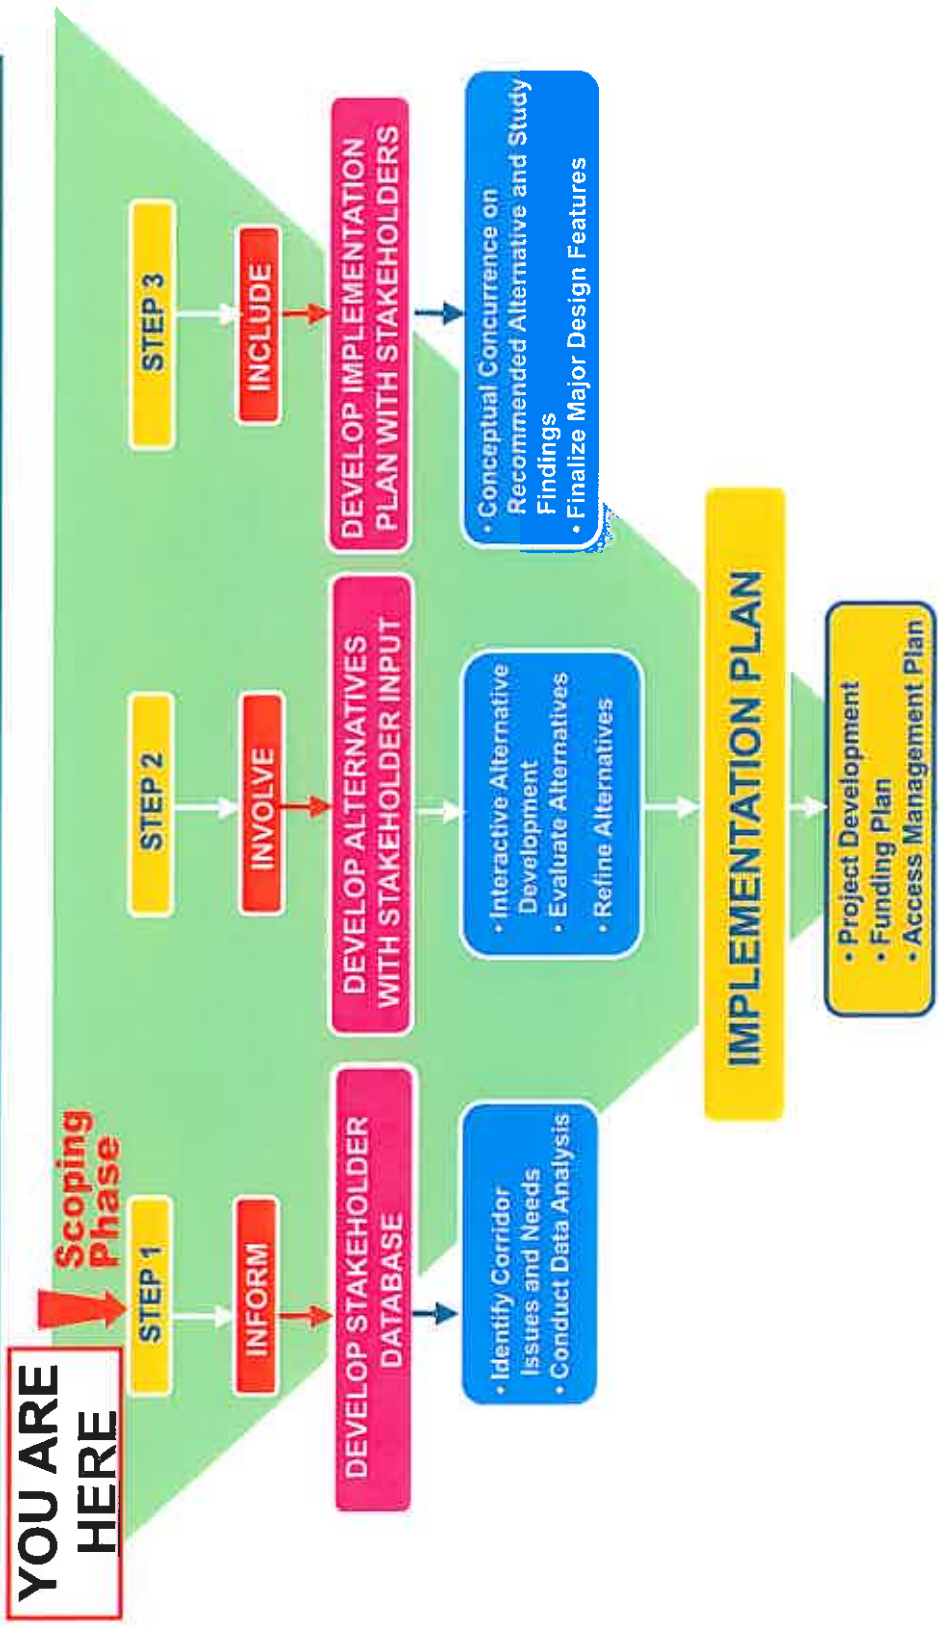 YOU ARE
HERE
Scoping
Phase
STEP 1
INFORM
DEVELOP STAKEHOLDER
DATABASE
• Identify Corridor
Issues and Needs
• Conduct Data Analysis
STEP 2
INVOLVE
DEVELOP ALTERNATIVES
WITH STAKEHOLDER INPUT
• Interactive Alternative
Development
• Evaluate Alternatives
• Refine Alternatives
STEP 3
INCLUDE
DEVELOP IMPLEMENTATION
PLAN WITH STAKEHOLDERS
• Conceptual Concurrence on
Recommended Alternative and Study
Findings
• Finalize Major Design Features
IMPLEMENTATION PLAN
• Project Development
• Funding Plan
• Access Management Plan